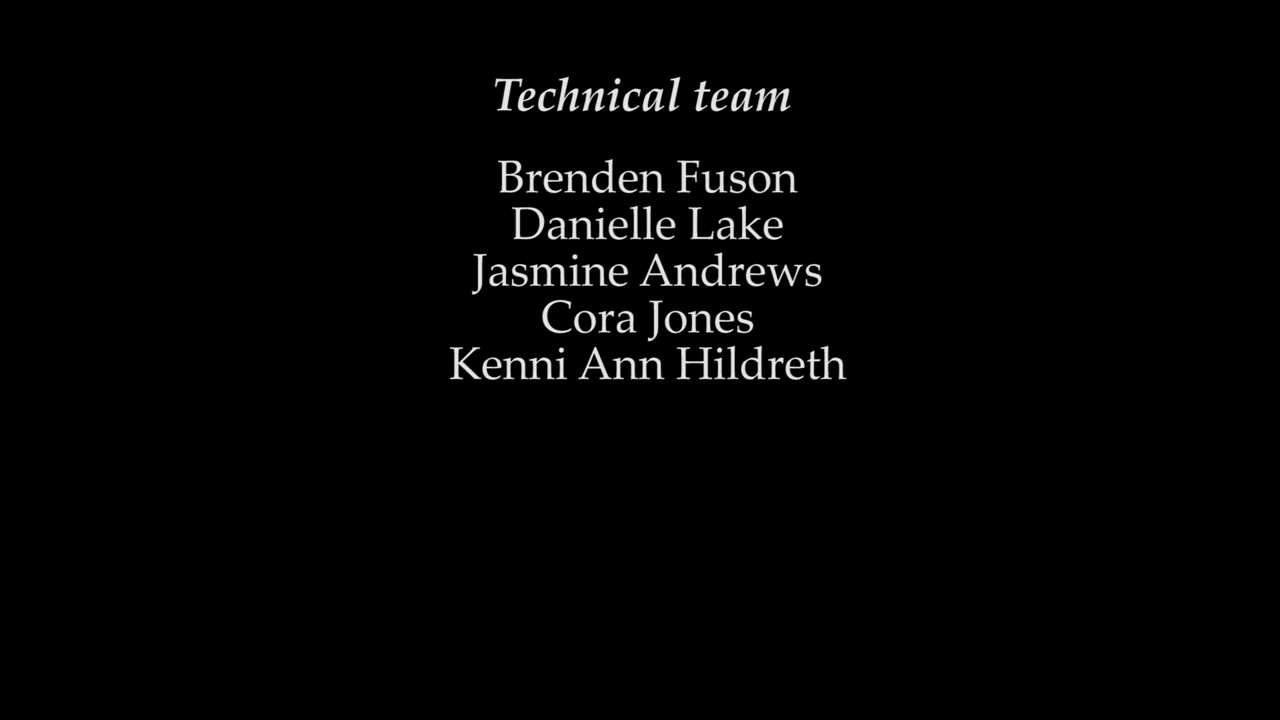 Technical team
Brenden Fuson
Danielle Lake
Jasmine Andrews
Cora Jones
Kenni Ann Hildreth